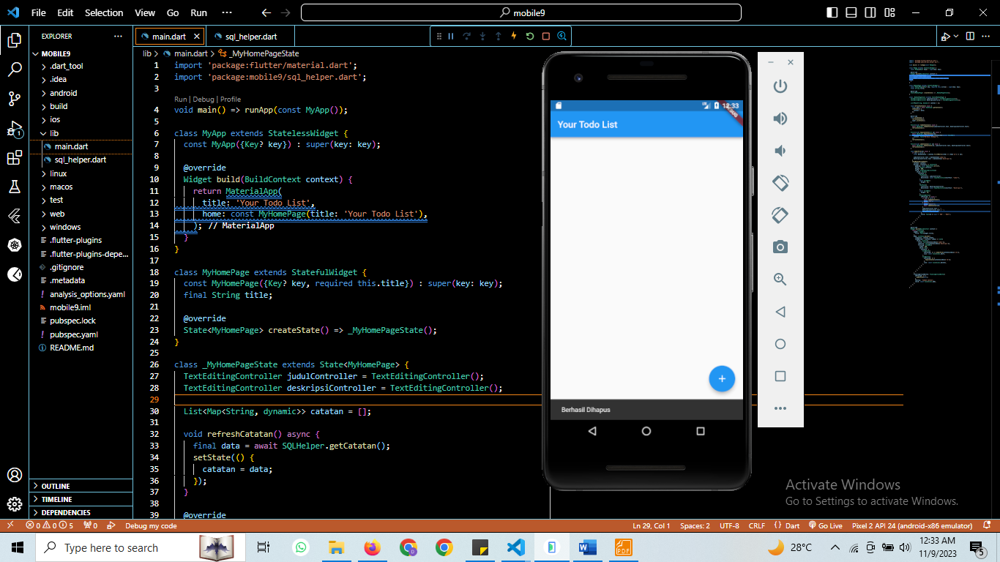 File Edit Selection View Go Run ··· mobile9
EXPLORER ···
MOBILE9
.dart_tool
.idea
android
build
ios
lib
main.dart
sql_helper.dart
linux
macos
test
web
windows
.flutter-plugins
.flutter-plugins-depe...
.gitignore
.metadata
analysis_options.yaml
mobile9.iml
pubspec.lock
pubspec.yaml
README.md
OUTLINE
TIMELINE
DEPENDENCIES
main.dart sql_helper.dart
lib > main.dart > _MyHomePageState
1 import 'package:flutter/material.dart';
2 import 'package:mobile9/sql_helper.dart';
3
Run | Debug | Profile
4 void main() => runApp(const MyApp());
5
6 class MyApp extends StatelessWidget {
7 const MyApp({Key? key}) : super(key: key);
8
9 @override
10 Widget build(BuildContext context) {
11 return MaterialApp(
12 title: 'Your Todo List',
13 home: const MyHomePage(title: 'Your Todo List'),
14 ); // MaterialApp
15 }
16 }
17
18 class MyHomePage extends StatefulWidget {
19 const MyHomePage({Key? key, required this.title}) : super(key: key);
20 final String title;
21
22 @override
23 State<MyHomePage> createState() => _MyHomePageState();
24 }
25
26 class _MyHomePageState extends State<MyHomePage> {
27 TextEditingController judulController = TextEditingController();
28 TextEditingController deskripsiController = TextEditingController();
29
30 List<Map<String, dynamic>> catatan = [];
31
32 void refreshCatatan() async {
33 final data = await SQLHelper.getCatatan();
34 setState(() {
35 catatan = data;
36 });
37 }
38
39 @override
12:33
Your Todo List
+
Berhasil Dihapus
Activate Windows
Go to Settings to activate Windows.
0 0 5 0 Debug my code Ln 29, Col 1 Spaces: 2 UTF-8 CRLF {} Dart Go Live Pixel 2 API 24 (android-x86 emulator)
Type here to search 28°C 12:33 AM
11/9/2023 5